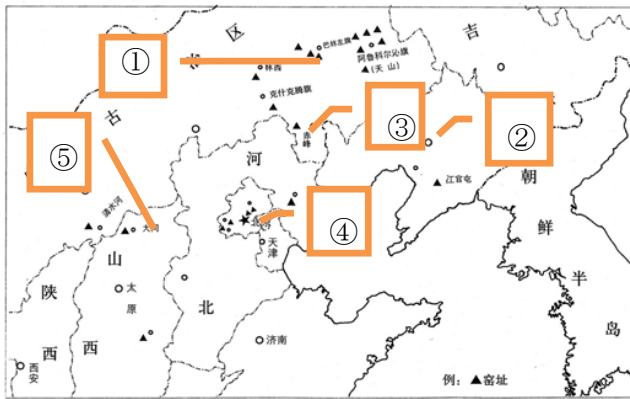 区
吉
①
巴林左旗
林西
阿鲁科尔沁旗
(天山)
克什克腾旗
古
③
②
赤峰
⑤
河
江官屯
朝
鲜
半
岛
清水河
④
天津
山
陕
西
太原
北
西
西安
济南
例：▲窑址